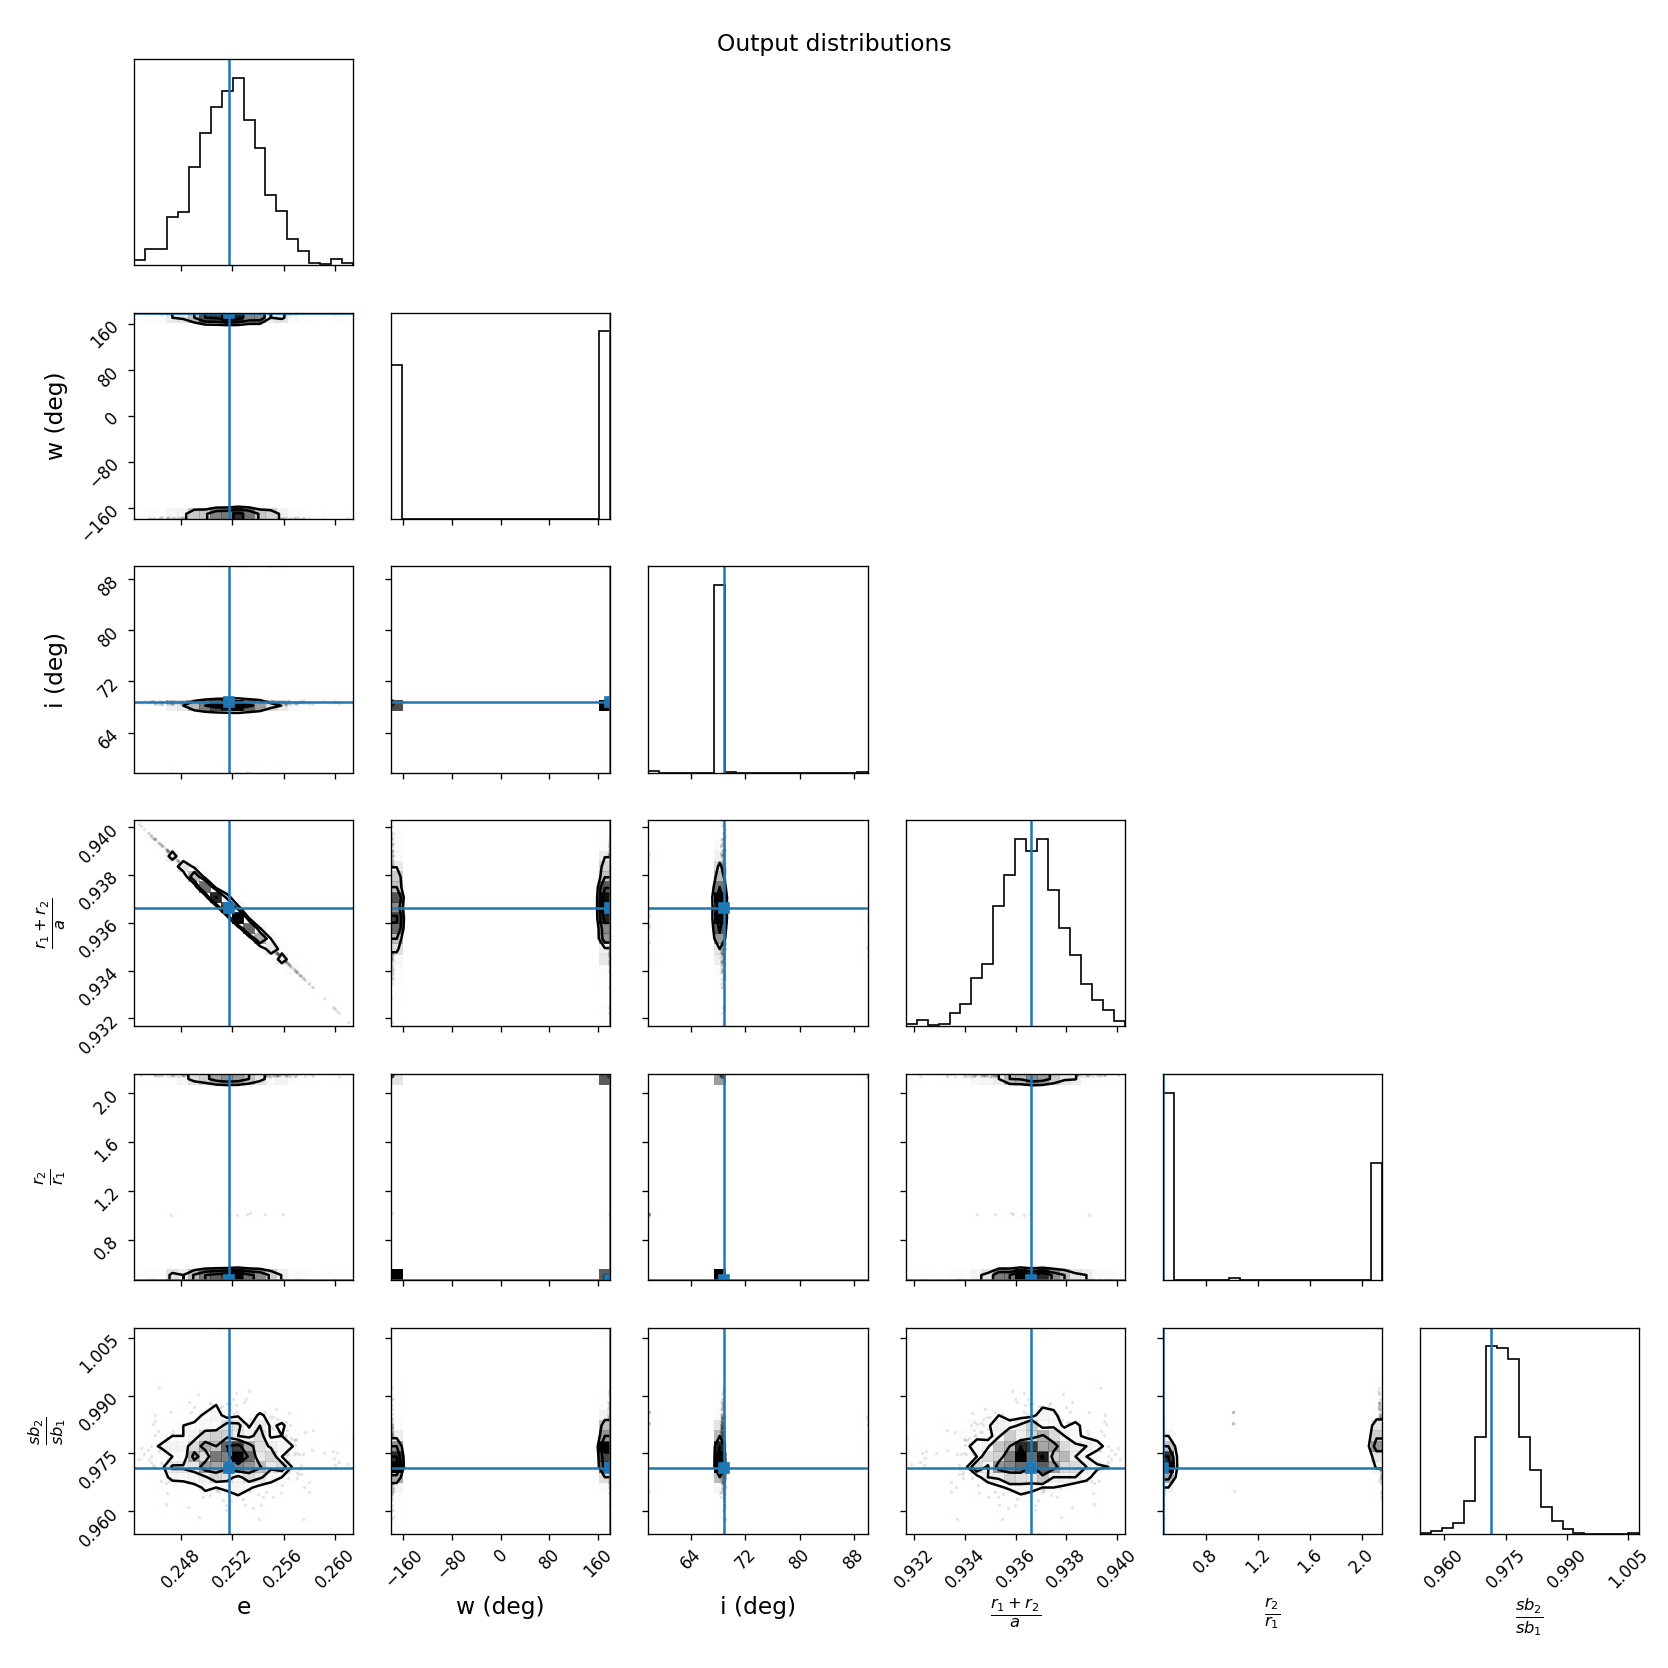 Output distributions
w (deg)
160
80
0
−80
−160
i (deg)
88
80
72
64
r₁ + r₂
a
0.940
0.938
0.936
0.934
0.932
r₂
r₁
2.0
1.6
1.2
0.8
sb₂
sb₁
1.005
0.990
0.975
0.960
0.248 0.252 0.256 0.260
−160 −80 0 80 160
64 72 80 88
0.932 0.934 0.936 0.938 0.940
0.8 1.2 1.6 2.0
0.960 0.975 0.990 1.005
e
w (deg)
i (deg)
r₁ + r₂
a
r₂
r₁
sb₂
sb₁